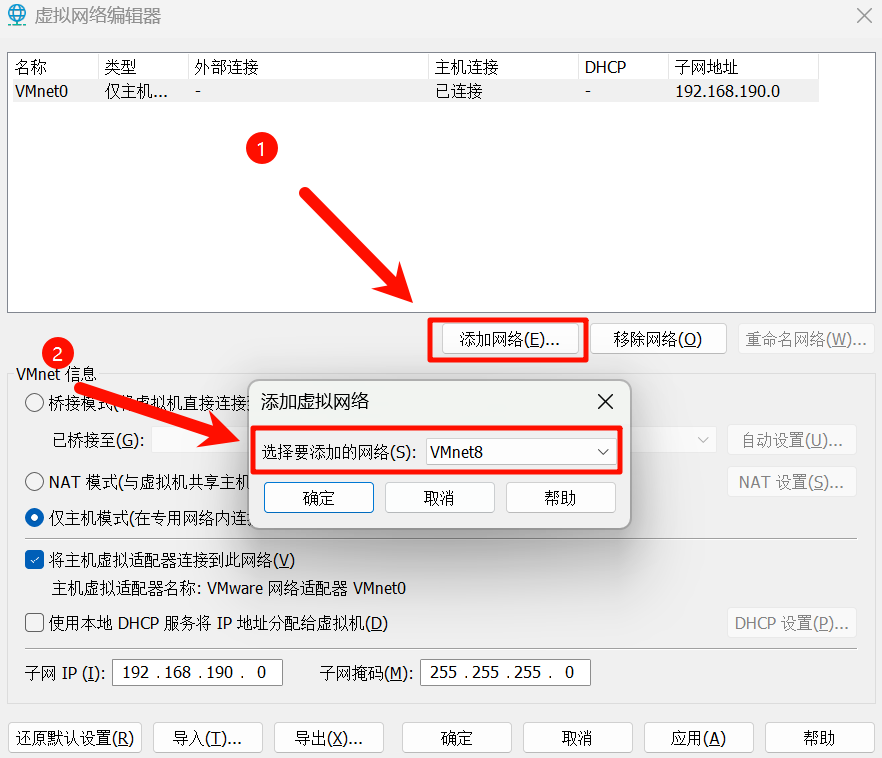 虚拟网络编辑器
名称 类型 外部连接 主机连接 DHCP 子网地址
VMnet0 仅主机... - 已连接 - 192.168.190.0
1
添加网络(E)... 移除网络(O) 重命名网络(W)...
2
VMnet 信息
添加虚拟网络
桥接模式(将虚拟机直接连接
已桥接至(G): 自动设置(U)...
选择要添加的网络(S): VMnet8
NAT 模式(与虚拟机共享主机 NAT 设置(S)...
确定 取消 帮助
仅主机模式(在专用网络内连
将主机虚拟适配器连接到此网络(V)
主机虚拟适配器名称: VMware 网络适配器 VMnet0
使用本地 DHCP 服务将 IP 地址分配给虚拟机(D) DHCP 设置(P)...
子网 IP (I): 192 . 168 . 190 . 0 子网掩码(M): 255 . 255 . 255 . 0
还原默认设置(R) 导入(T)... 导出(X)... 确定 取消 应用(A) 帮助